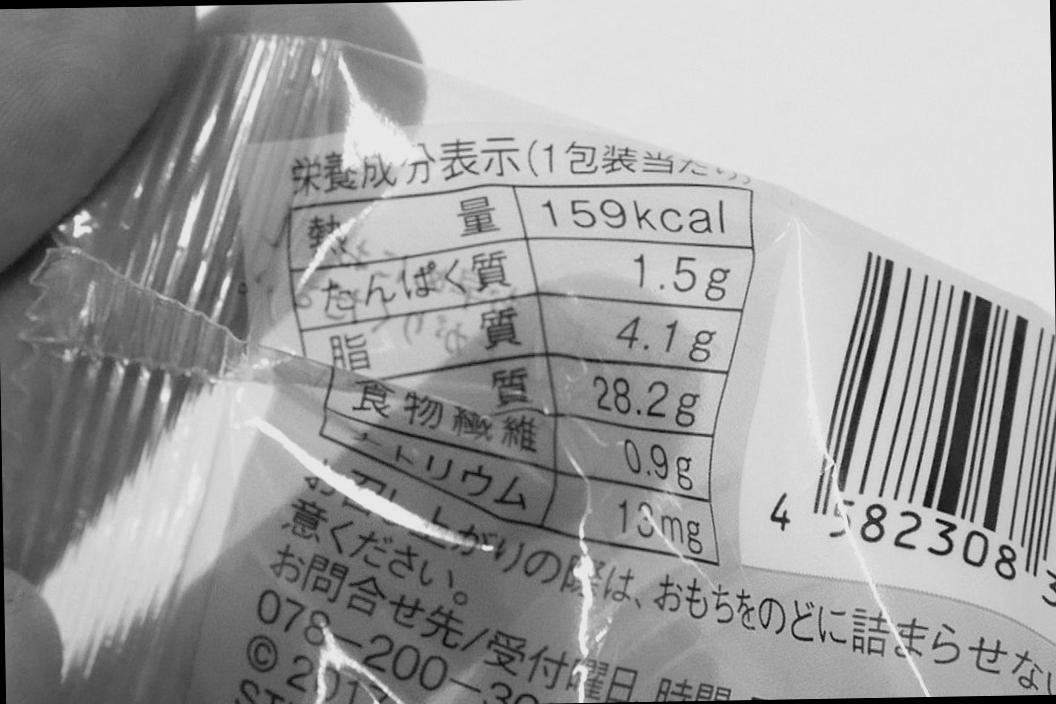 栄養成分表示(1包装当たり)
熱量 159kcal
たんぱく質 1.5g
脂質 4.1g
質 28.2g
食物繊維 0.9g
ナトリウム 13mg
お召し上がりの際は、おもちをのどに詰まらせない
意ください。
お問合せ先/受付曜日 時間
078-200-30
© 201
4 582308